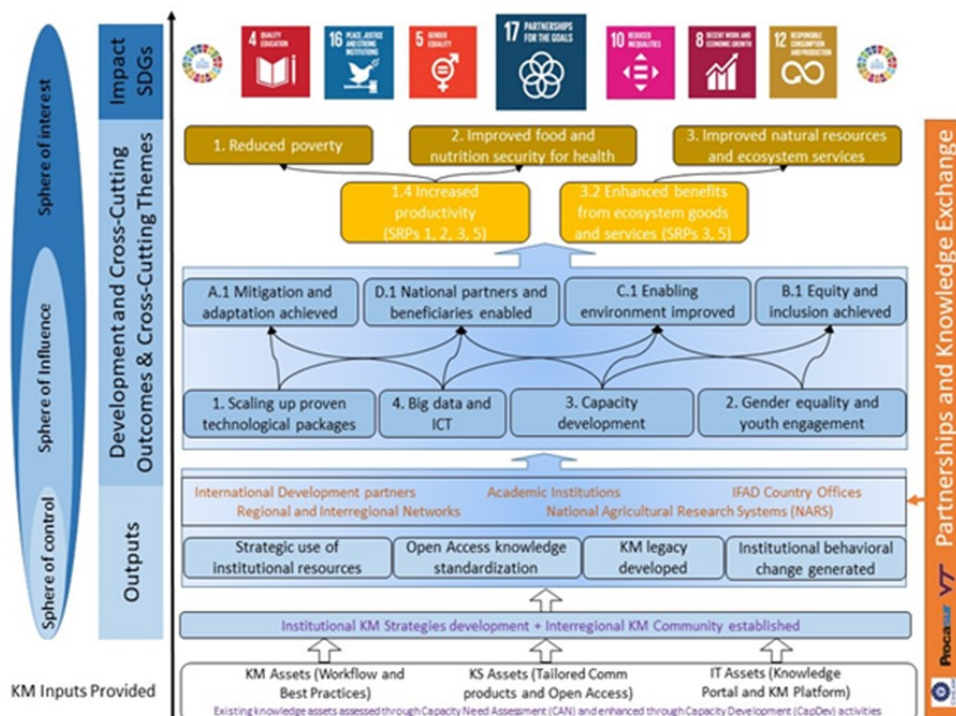 Sphere of interest
Sphere of Influence
Sphere of control
Impact
SDGs
Development and Cross-Cutting
Outcomes & Cross-Cutting Themes
Outputs
KM Inputs Provided
4 QUALITY
EDUCATION
16 PEACE, JUSTICE
AND STRONG
INSTITUTIONS
5 GENDER
EQUALITY
17 PARTNERSHIPS
FOR THE GOALS
10 REDUCED
INEQUALITIES
8 DECENT WORK AND
ECONOMIC GROWTH
12 RESPONSIBLE
CONSUMPTION
AND PRODUCTION
1. Reduced poverty
2. Improved food and
nutrition security for health
3. Improved natural resources
and ecosystem services
1.4 Increased
productivity
(SRPs 1, 2, 3, 5)
3.2 Enhanced benefits
from ecosystem goods
and services (SRPs 3, 5)
A.1 Mitigation and
adaptation achieved
D.1 National partners and
beneficiaries enabled
C.1 Enabling
environment improved
B.1 Equity and
inclusion achieved
1. Scaling up proven
technological packages
4. Big data and
ICT
3. Capacity
development
2. Gender equality and
youth engagement
International Development partners
Academic Institutions
IFAD Country Offices
Regional and Interregional Networks
National Agricultural Research Systems (NARS)
Strategic use of
institutional resources
Open Access knowledge
standardization
KM legacy
developed
Institutional behavioral
change generated
Institutional KM Strategies development + Interregional KM Community established
KM Assets (Workflow and
Best Practices)
KS Assets (Tailored Comm
products and Open Access)
IT Assets (Knowledge
Portal and KM Platform)
Existing knowledge assets assessed through Capacity Need Assessment (CAN) and enhanced through Capacity Development (CapDev) activities
Partnerships and Knowledge Exchange
Procasur
VT